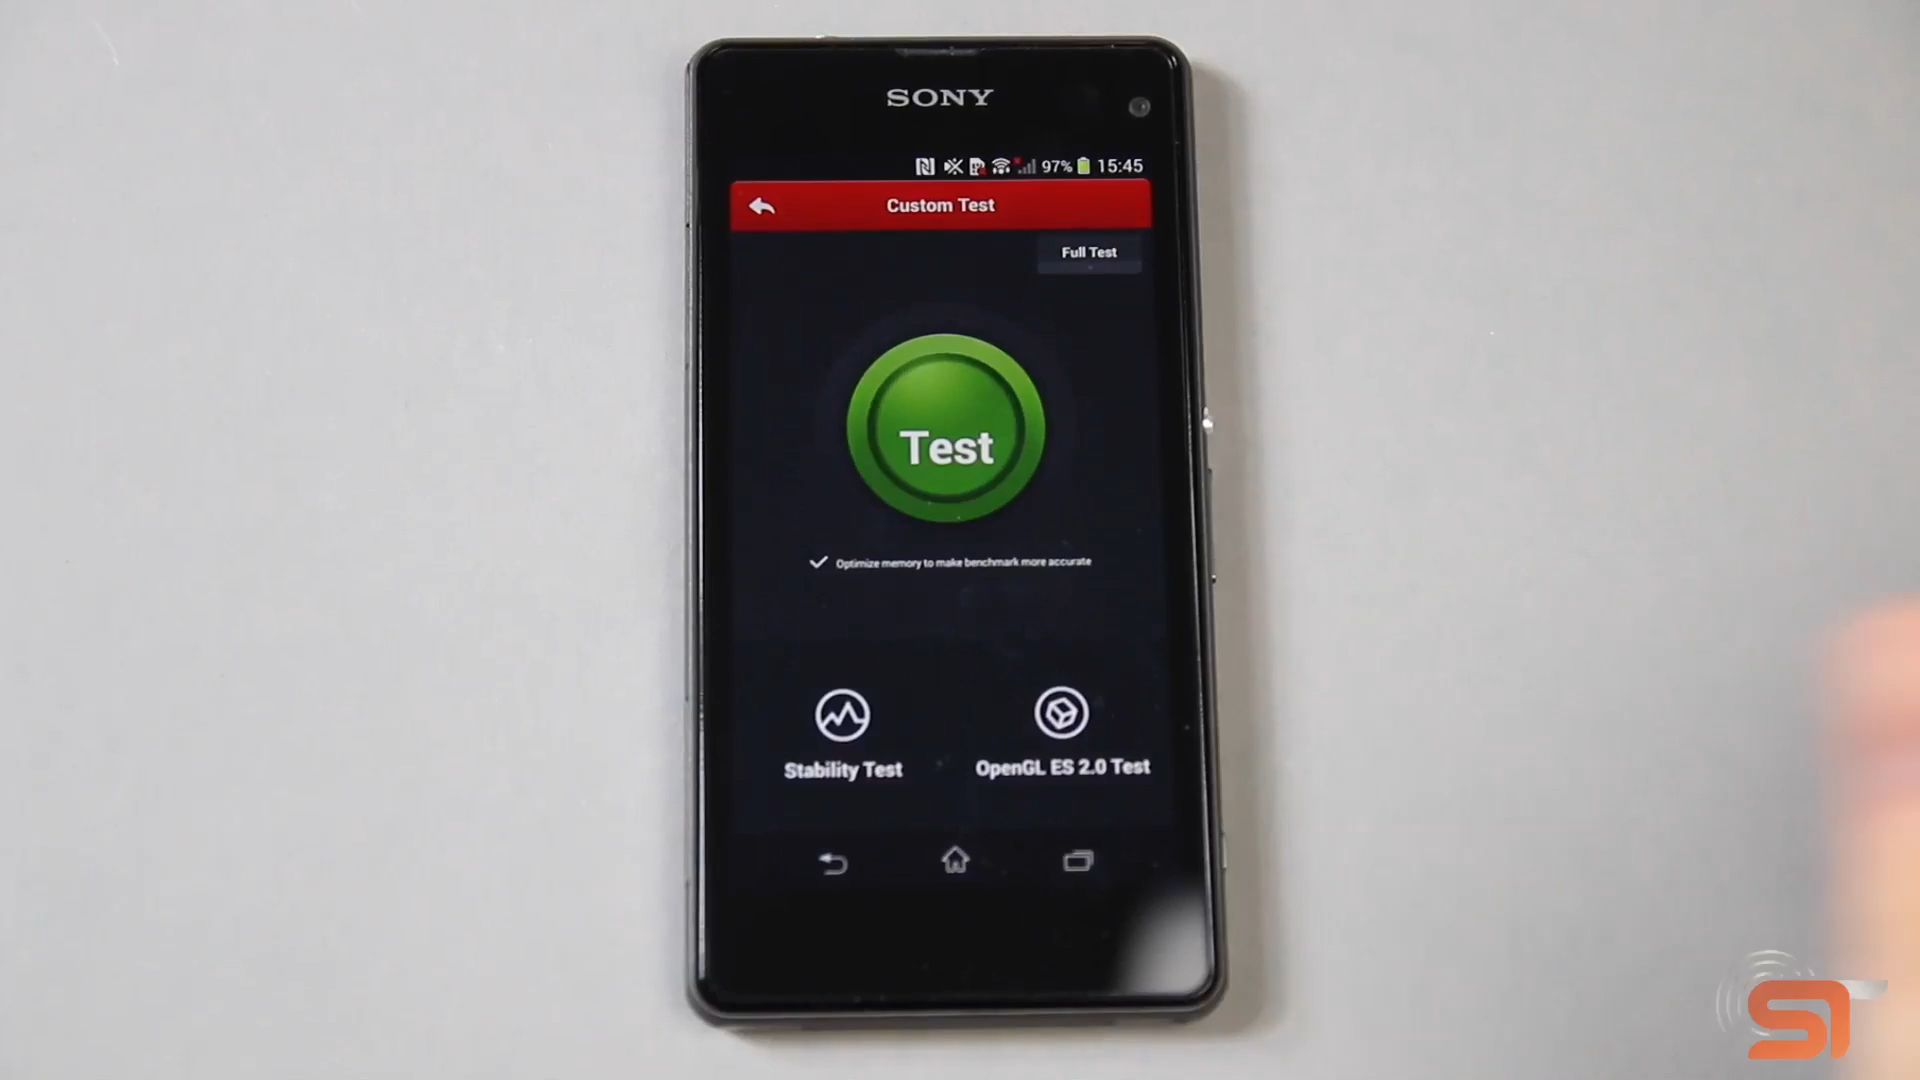 SONY
97% 15:45
Custom Test
Full Test
Test
Optimize memory to make benchmark more accurate
Stability Test
OpenGL ES 2.0 Test
ST